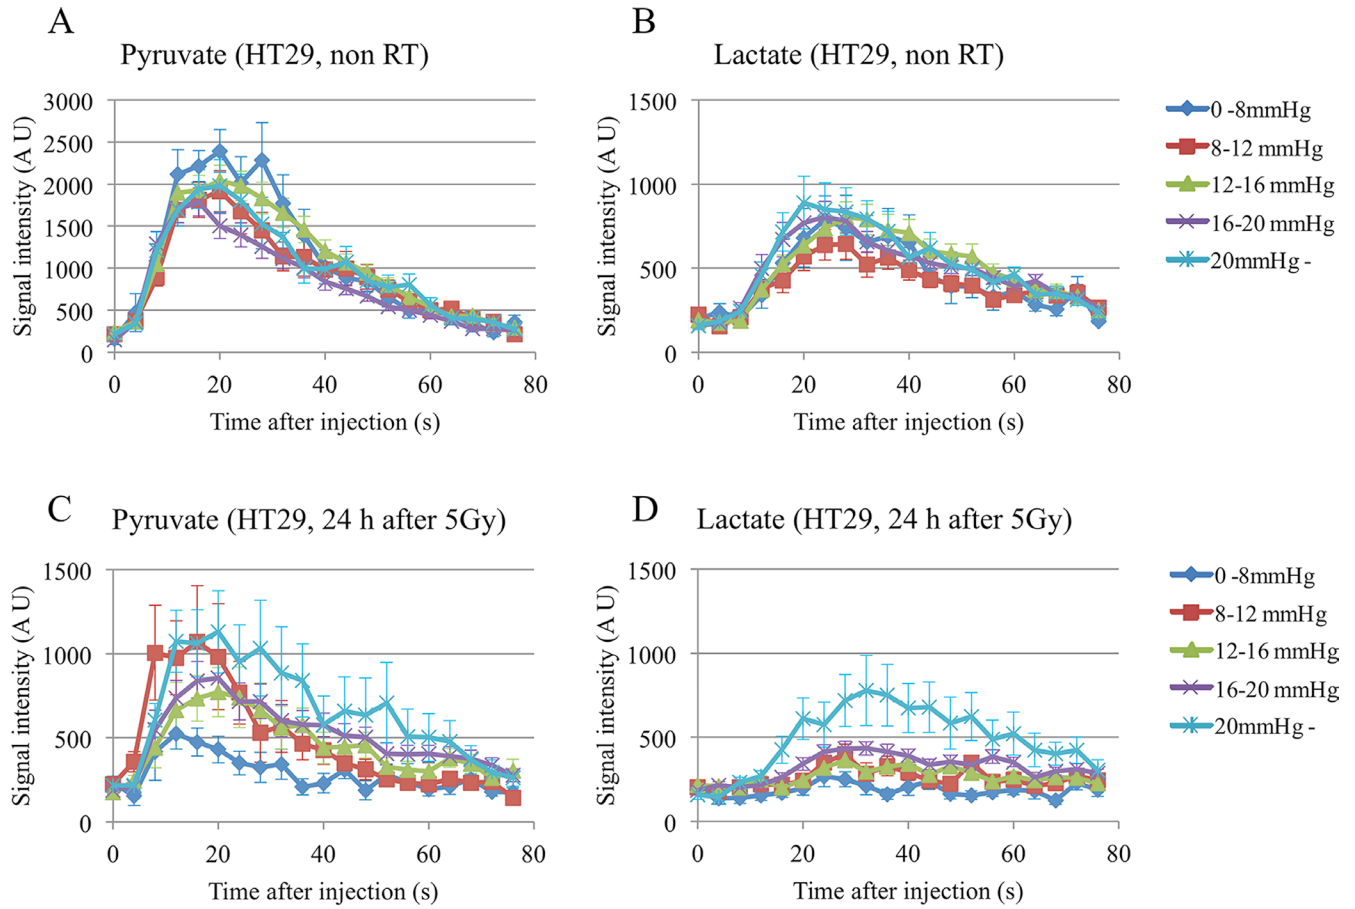 A
Pyruvate (HT29, non RT)
3000
2500
2000
1500
1000
500
0
0 20 40 60 80
Signal intensity (A U)
Time after injection (s)
B
Lactate (HT29, non RT)
1500
1000
500
0
0 20 40 60 80
Signal intensity (A U)
Time after injection (s)
0 -8mmHg
8-12 mmHg
12-16 mmHg
16-20 mmHg
20mmHg -
C
Pyruvate (HT29, 24 h after 5Gy)
1500
1000
500
0
0 20 40 60 80
Signal intensity (A U)
Time after injection (s)
D
Lactate (HT29, 24 h after 5Gy)
1500
1000
500
0
0 20 40 60 80
Signal intensity (A U)
Time after injection (s)
0 -8mmHg
8-12 mmHg
12-16 mmHg
16-20 mmHg
20mmHg -